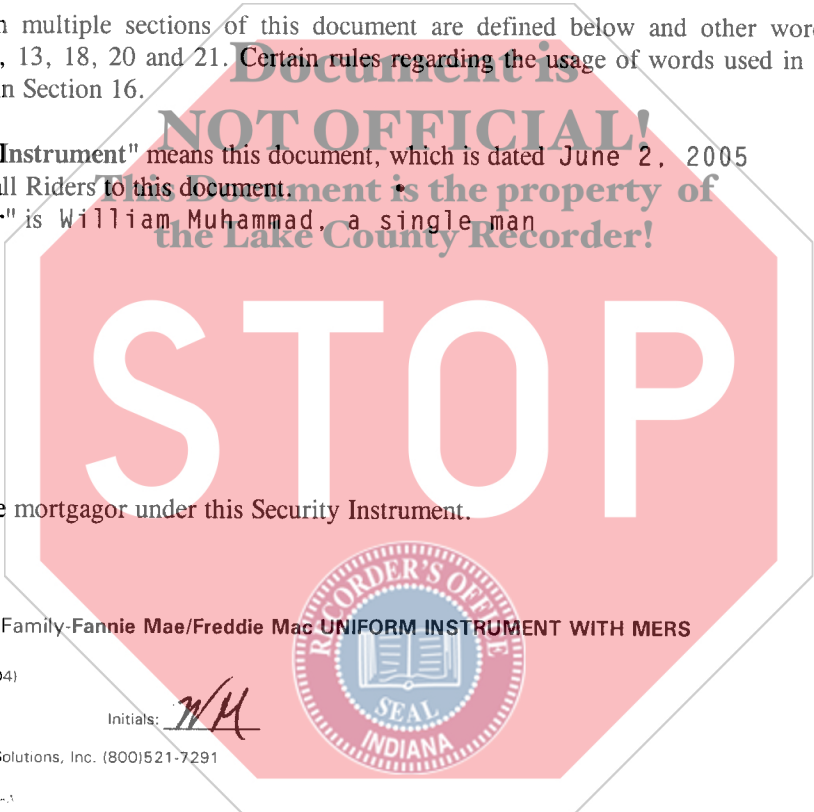 n multiple sections of this document are defined below and other wor
, 13, 18, 20 and 21. Certain rules regarding the usage of words used in
n Section 16.
Document is
NOT OFFICIAL!
This Document is the property of
the Lake County Recorder!
Instrument" means this document, which is dated June 2, 2005
all Riders to this document.
" is William Muhammad, a single man
STOP
e mortgagor under this Security Instrument.
Family-Fannie Mae/Freddie Mac UNIFORM INSTRUMENT WITH MERS
04)
Initials: WM
Solutions, Inc. (800)521-7291
RECORDER'S OFFICE
SEAL
INDIANA